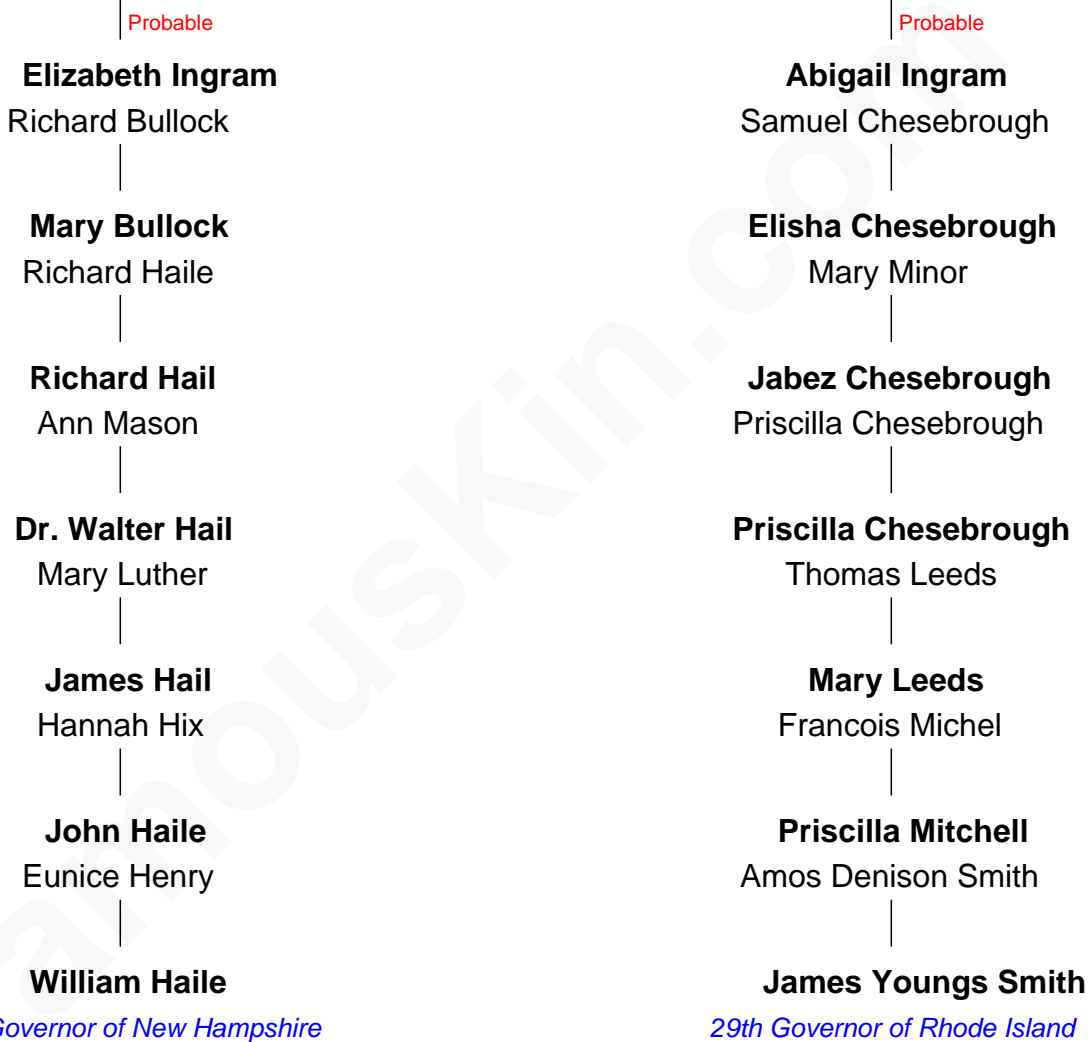 Probable
Elizabeth Ingram
Richard Bullock
Mary Bullock
Richard Haile
Richard Hail
Ann Mason
Dr. Walter Hail
Mary Luther
James Hail
Hannah Hix
John Haile
Eunice Henry
William Haile
Governor of New Hampshire
Probable
Abigail Ingram
Samuel Chesebrough
Elisha Chesebrough
Mary Minor
Jabez Chesebrough
Priscilla Chesebrough
Priscilla Chesebrough
Thomas Leeds
Mary Leeds
Francois Michel
Priscilla Mitchell
Amos Denison Smith
James Youngs Smith
29th Governor of Rhode Island
amouskin.com